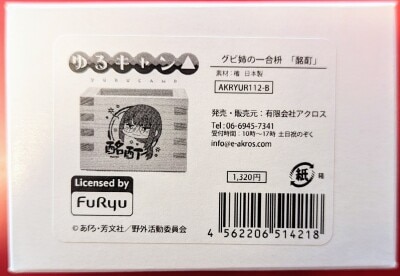 ゆるキャン△
YURUCAMP
酩酊
グビ姉の一合枡 「酩酊」
素材：檜 日本製
AKRYUR112-B
発売・販売元：有限会社アクロス
Tel：06-6945-7341
受付時間：10時〜17時 土日祝のぞく
info@e-akros.com
Licensed by
FuRyu
1,320円
紙
箱
©あfろ・芳文社／野外活動委員会
4 562206 514218